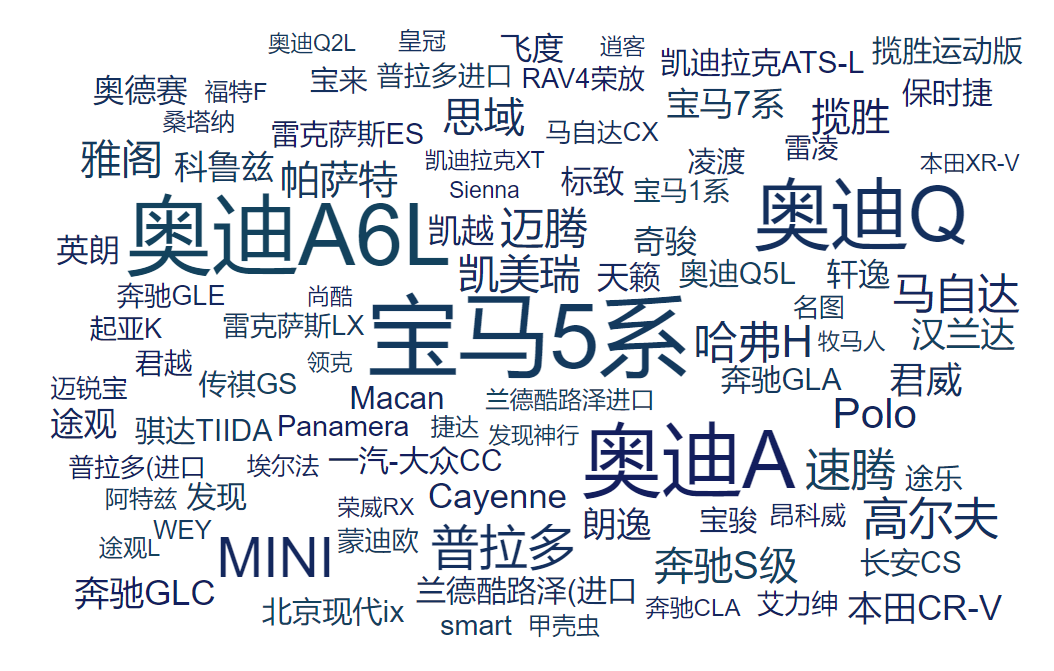 奥迪Q2L
皇冠
飞度
逍客
揽胜运动版
奥德赛
福特F
宝来
普拉多进口
RAV4荣放
凯迪拉克ATS-L
保时捷
桑塔纳
雷克萨斯ES
思域
马自达CX
宝马7系
揽胜
雅阁
科鲁兹
帕萨特
凯迪拉克XT
Sienna
标致
凌渡
雷凌
宝马1系
本田XR-V
英朗
奥迪A6L
凯越
迈腾
奇骏
奥迪Q
奔驰GLE
尚酷
凯美瑞
天籁
奥迪Q5L
轩逸
马自达
起亚K
雷克萨斯LX
宝马5系
哈弗H
名图
牧马人
汉兰达
君越
领克
迈锐宝
传祺GS
Macan
兰德酷路泽进口
奔驰GLA
君威
途观
骐达TIIDA
Panamera
捷达
发现神行
Polo
普拉多(进口
埃尔法
一汽-大众CC
奥迪A
速腾
途乐
阿特兹
发现
荣威RX
Cayenne
朗逸
宝骏
昂科威
高尔夫
途观L
WEY
MINI
蒙迪欧
普拉多
奔驰S级
长安CS
奔驰GLC
北京现代ix
兰德酷路泽(进口
奔驰CLA
艾力绅
本田CR-V
smart
甲壳虫